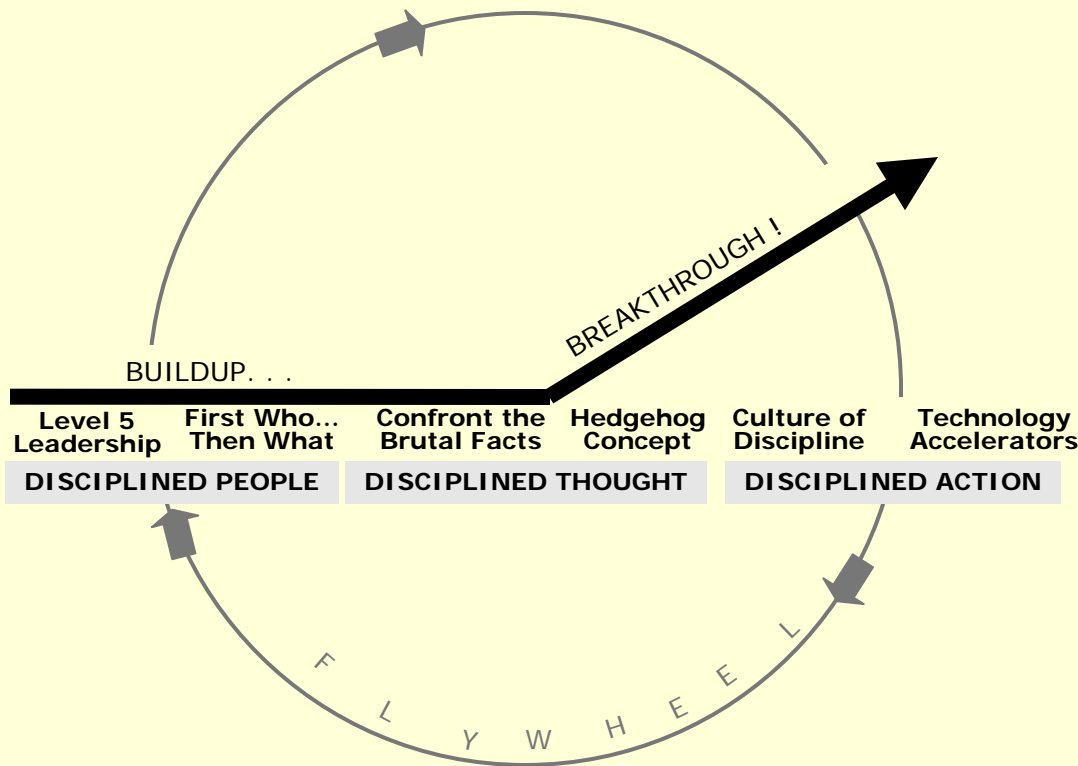 BREAKTHROUGH !
BUILDUP. . .
Level 5
Leadership
First Who...
Then What
Confront the
Brutal Facts
Hedgehog
Concept
Culture of
Discipline
Technology
Accelerators
DISCIPLINED PEOPLE
DISCIPLINED THOUGHT
DISCIPLINED ACTION
FLYWHEEL